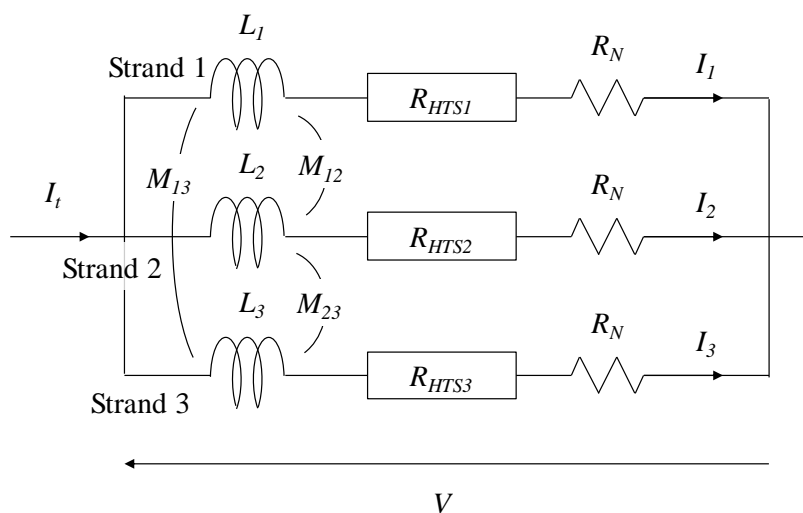 L1
Strand 1
RHTS1
RN
I1
M13
M12
It
L2
Strand 2
RHTS2
RN
I2
L3
M23
Strand 3
RHTS3
RN
I3
V